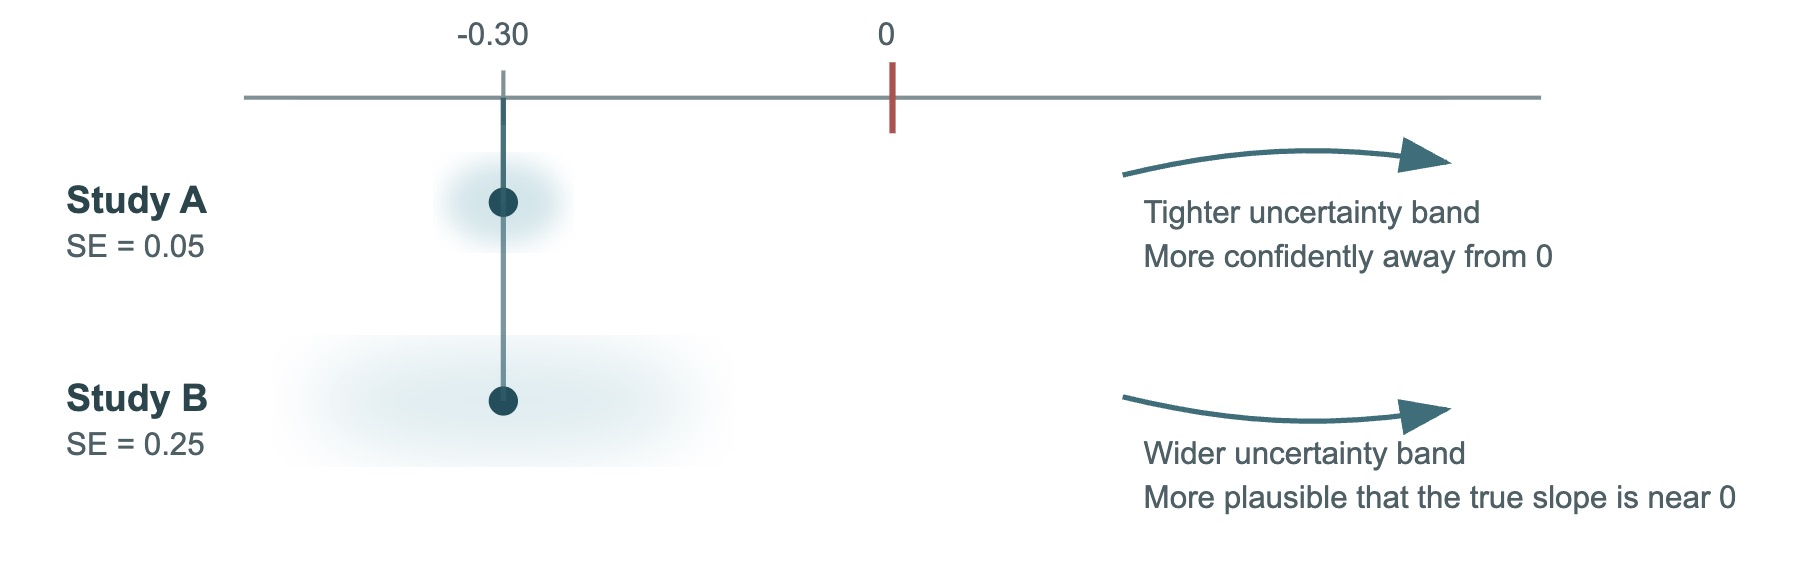 -0.30
0
Study A
SE = 0.05
Tighter uncertainty band
More confidently away from 0
Study B
SE = 0.25
Wider uncertainty band
More plausible that the true slope is near 0